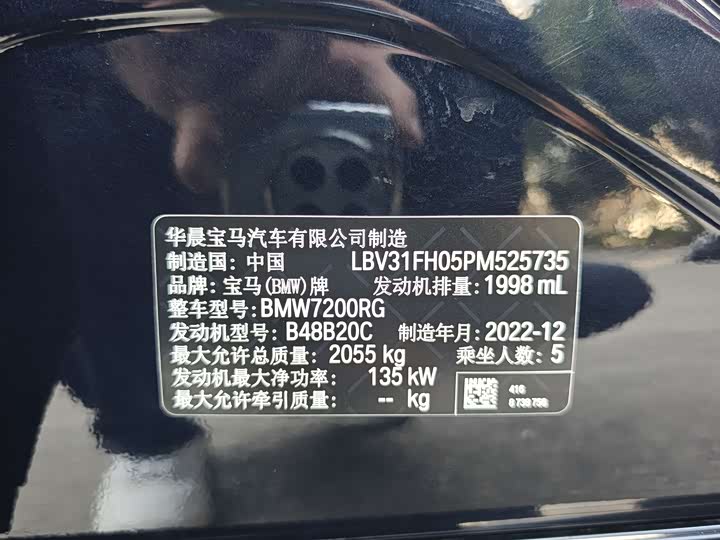 华晨宝马汽车有限公司制造
制造国：中国 LBV31FH05PM525735
品牌：宝马(BMW)牌 发动机排量：1998 mL
整车型号：BMW7200RG
发动机型号：B48B20C 制造年月：2022-12
最大允许总质量：2055 kg 乘坐人数：5
发动机最大净功率： 135 kW
最大允许牵引质量： -- kg
416
8 739 758